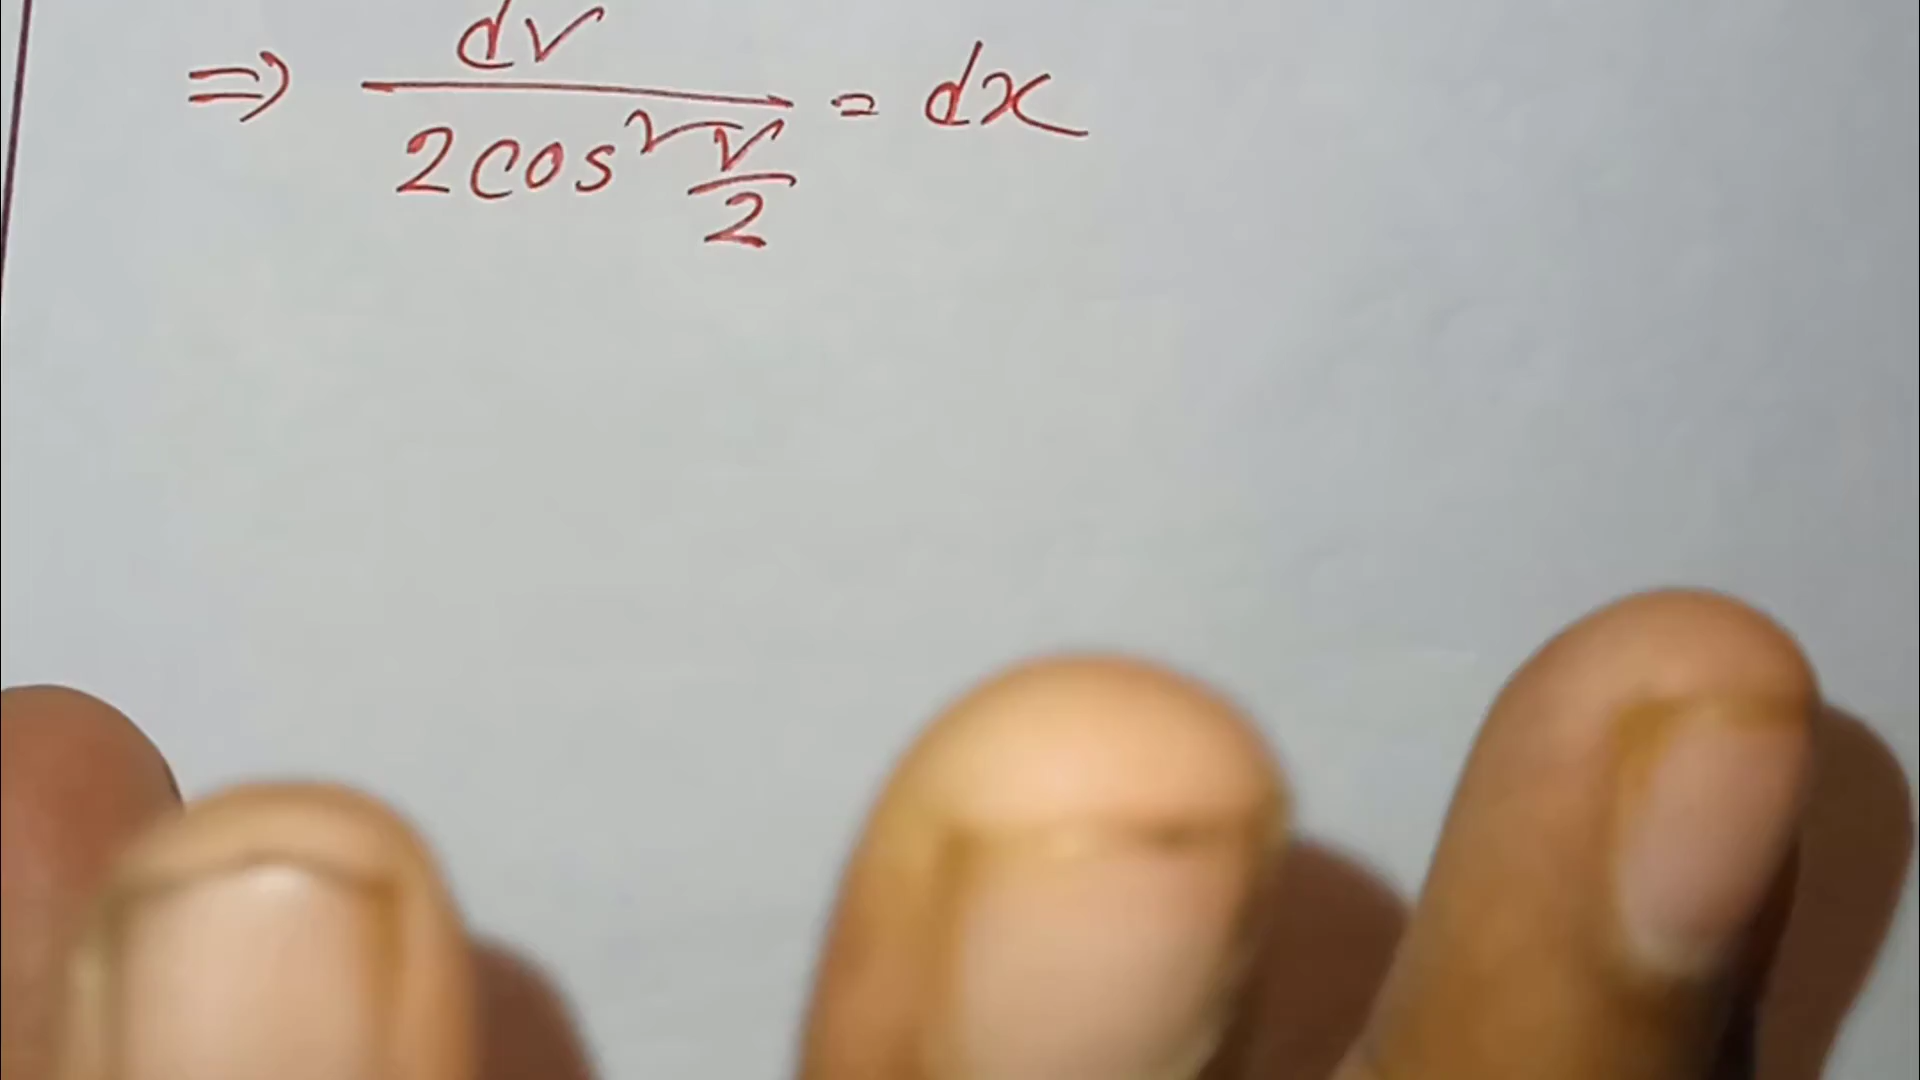 ⇒ dv / (2cos² v/2) = dx